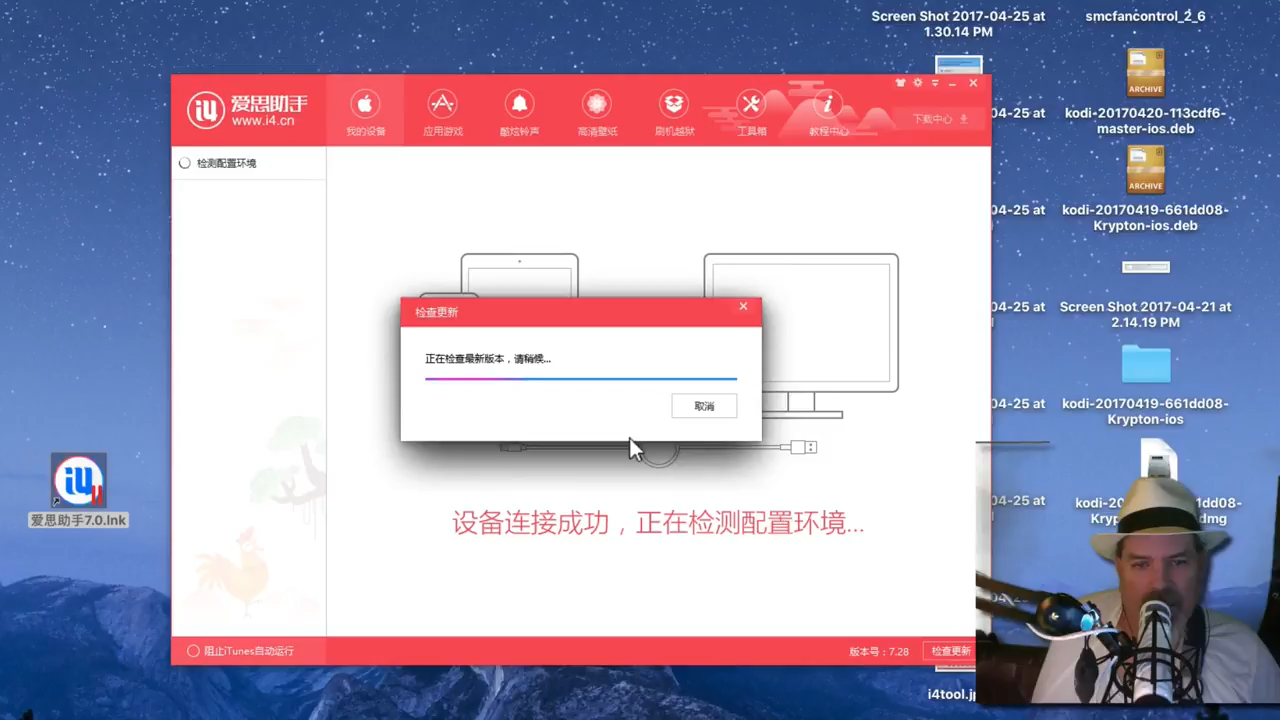 Screen Shot 2017-04-25 at
1.30.14 PM
smcfancontrol_2_6
爱思助手
www.i4.cn
我的设备
应用游戏
酷炫铃声
高清壁纸
刷机越狱
工具箱
教程中心
下载中心
ARCHIVE
kodi-20170420-113cdf6-
master-ios.deb
检测配置环境
ARCHIVE
04-25 at
kodi-20170419-661dd08-
Krypton-ios.deb
检查更新
正在检查最新版本，请稍候...
取消
04-25 at
Screen Shot 2017-04-21 at
2.14.19 PM
04-25 at
kodi-20170419-661dd08-
Krypton-ios
爱思助手7.0.lnk
设备连接成功，正在检测配置环境...
04-25 at
阻止iTunes自动运行
版本号：7.28
检查更新